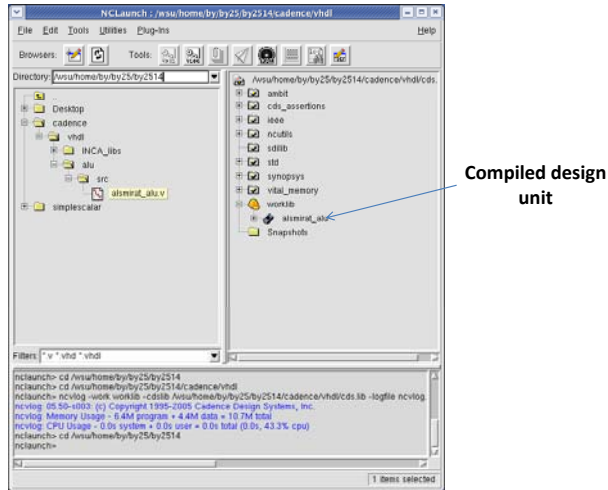 NCLaunch : /wsu/home/by/by25/by2514/cadence/vhdl
File Edit Tools Utilities Plug-Ins Help
Browsers: Tools:
Directory: /wsu/home/by/by25/by2514
..
Desktop
cadence
vhdl
INCA_libs
alu
src
alsmirat_alu.v
simplescalar
Filters: *.v *.vhd *.vhdl
/wsu/home/by/by25/by2514/cadence/vhdl/cds.
ambit
cds_assertions
ieee
ncutils
sdilib
std
synopsys
vital_memory
worklib
alsmirat_alu
Snapshots
Compiled design
unit
nclaunch> cd /wsu/home/by/by25/by2514
nclaunch> cd /wsu/home/by/by25/by2514/cadence/vhdl
nclaunch> ncvlog -work worklib -cdslib /wsu/home/by/by25/by2514/cadence/vhdl/cds.lib -logfile ncvlog.
ncvlog: 05.50-s003: (c) Copyright 1995-2005 Cadence Design Systems, Inc.
ncvlog: Memory Usage - 6.4M program + 4.4M data = 10.7M total
ncvlog: CPU Usage - 0.0s system + 0.0s user = 0.0s total (0.0s, 43.3% cpu)
nclaunch> cd /wsu/home/by/by25/by2514
nclaunch>
1 items selected